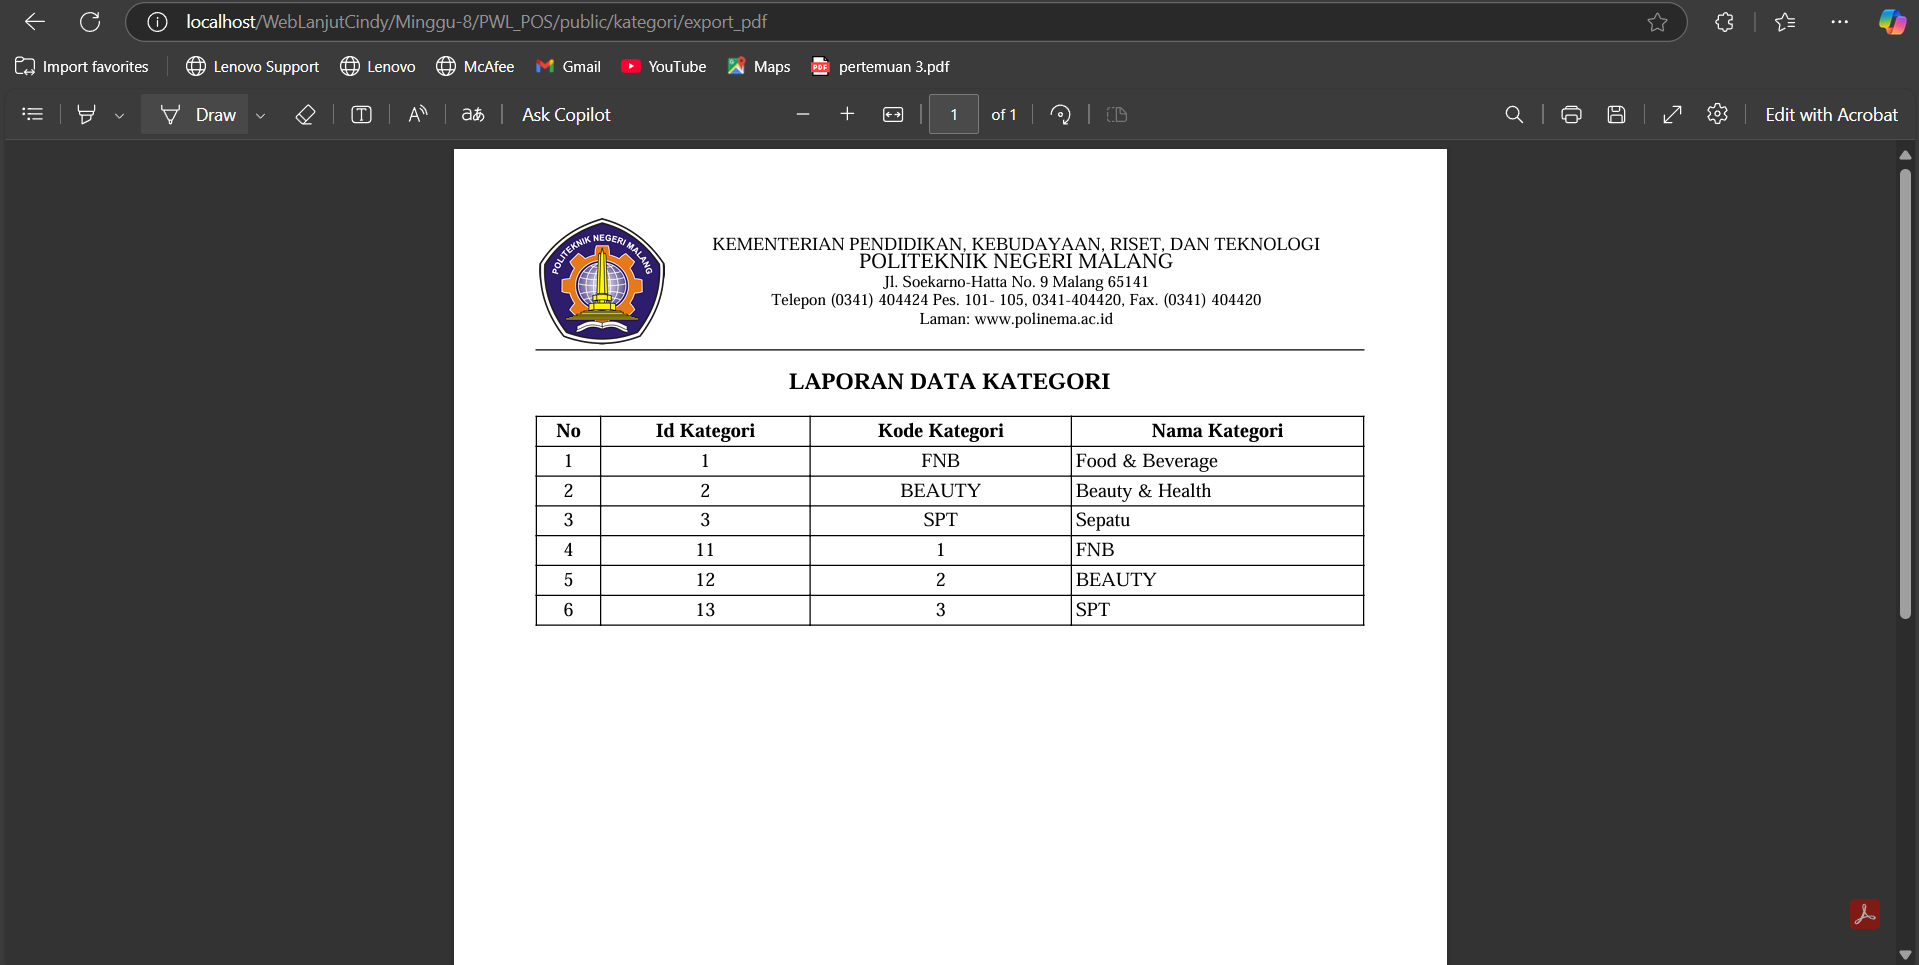 localhost/WebLanjutCindy/Minggu-8/PWL_POS/public/kategori/export_pdf
Import favorites Lenovo Support Lenovo McAfee Gmail YouTube Maps PDF pertemuan 3.pdf
Draw T A aあ Ask Copilot 1 of 1 Edit with Acrobat
POLITEKNIK NEGERI MALANG
KEMENTERIAN PENDIDIKAN, KEBUDAYAAN, RISET, DAN TEKNOLOGI
POLITEKNIK NEGERI MALANG
Jl. Soekarno-Hatta No. 9 Malang 65141
Telepon (0341) 404424 Pes. 101- 105, 0341-404420, Fax. (0341) 404420
Laman: www.polinema.ac.id
LAPORAN DATA KATEGORI
No Id Kategori Kode Kategori Nama Kategori
1 1 FNB Food & Beverage
2 2 BEAUTY Beauty & Health
3 3 SPT Sepatu
4 11 1 FNB
5 12 2 BEAUTY
6 13 3 SPT